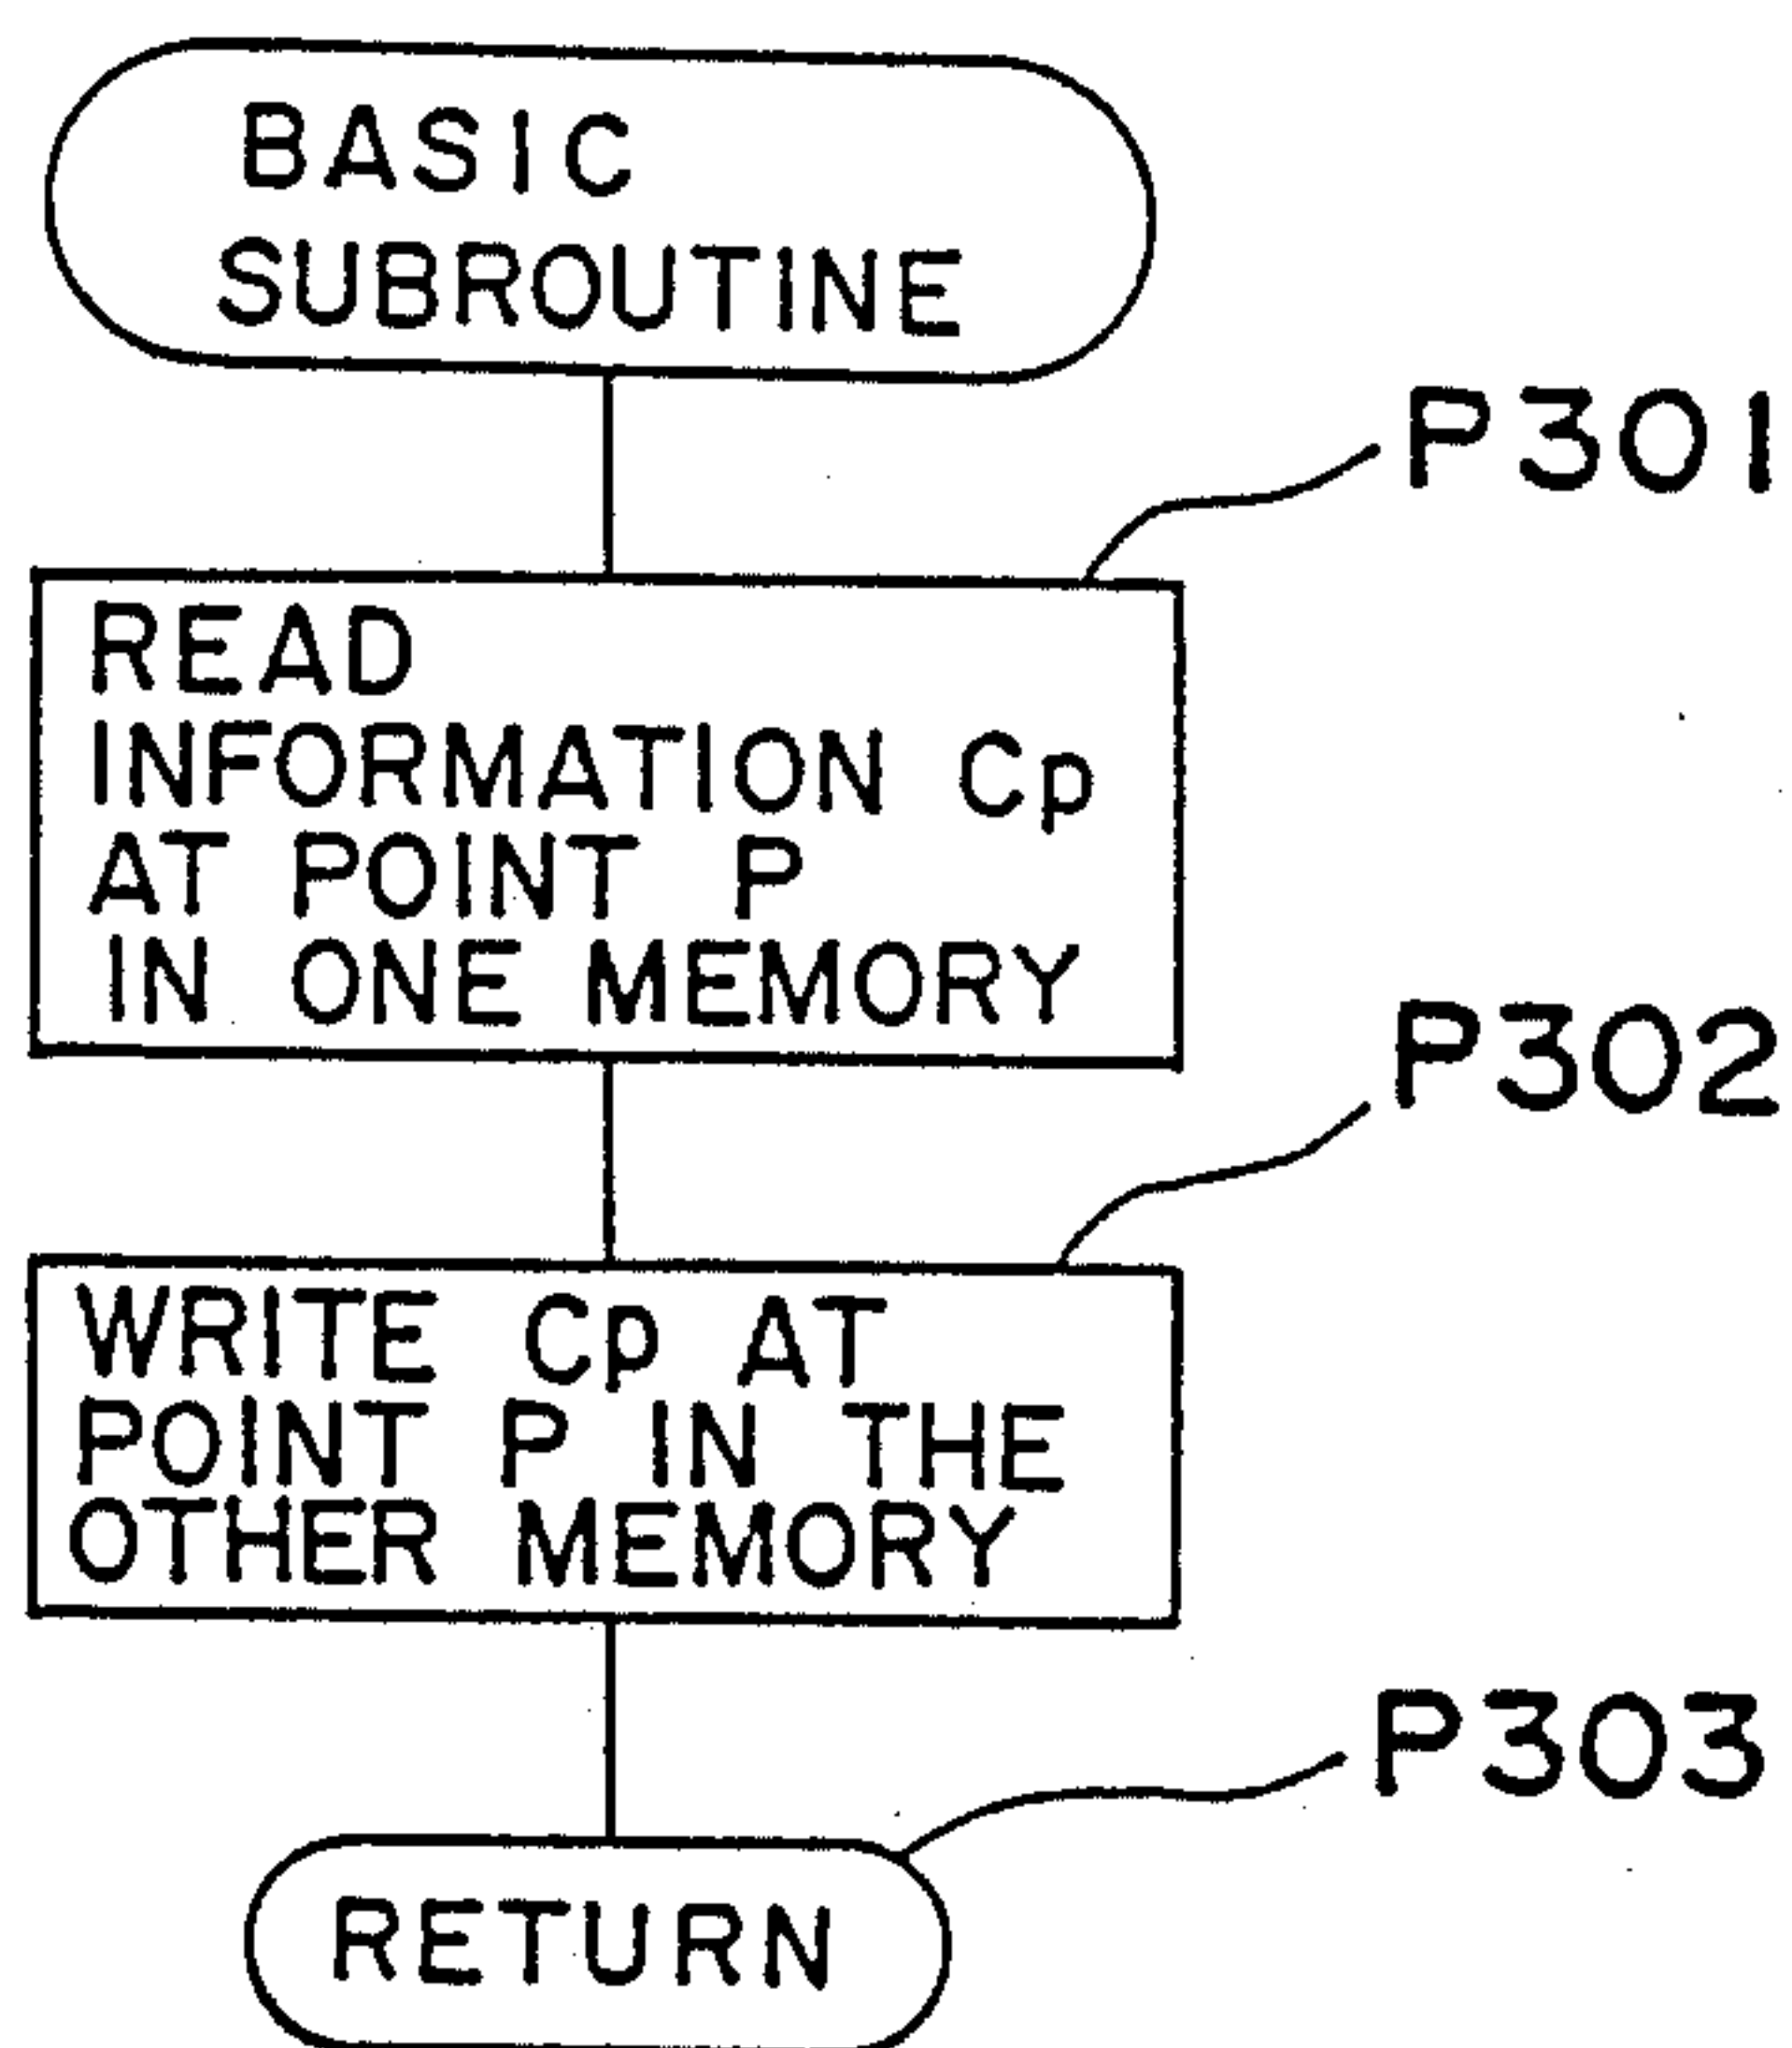 BASIC
SUBROUTINE
P301
READ
INFORMATION Cp
AT POINT P
IN ONE MEMORY
P302
WRITE Cp AT
POINT P IN THE
OTHER MEMORY
P303
RETURN